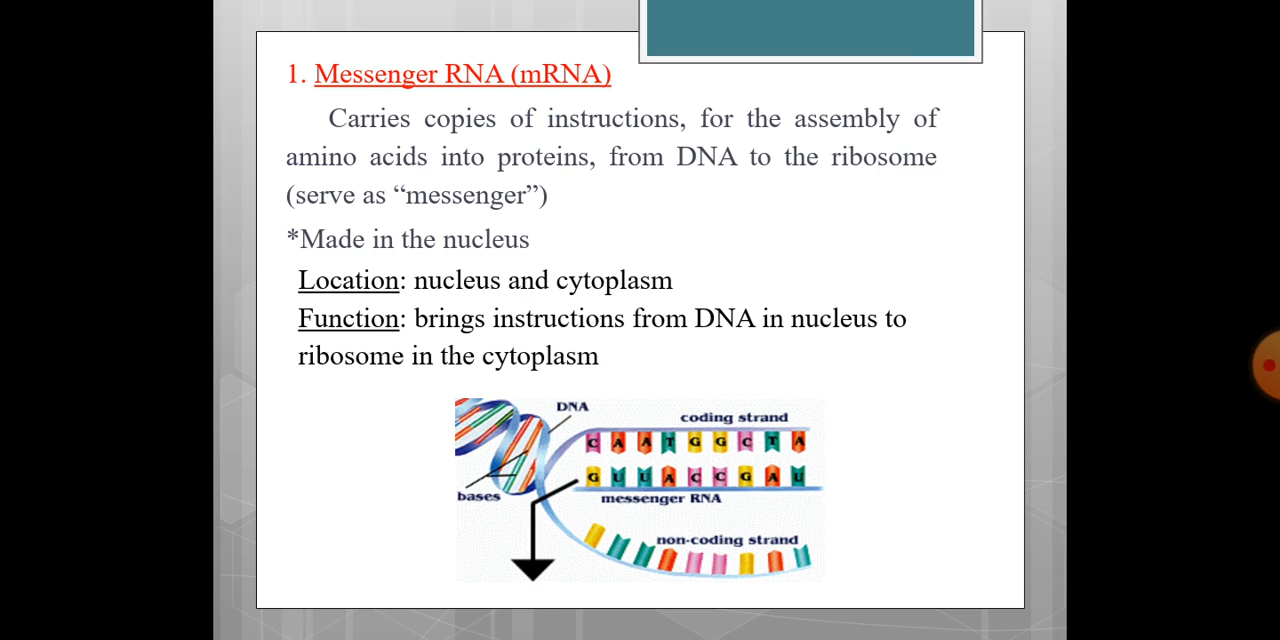 1. Messenger RNA (mRNA)
Carries copies of instructions, for the assembly of
amino acids into proteins, from DNA to the ribosome
(serve as “messenger”)
*Made in the nucleus
Location: nucleus and cytoplasm
Function: brings instructions from DNA in nucleus to
ribosome in the cytoplasm
DNA
coding strand
C A A T G G C T A
G U U A C C G A U
bases
messenger RNA
non-coding strand